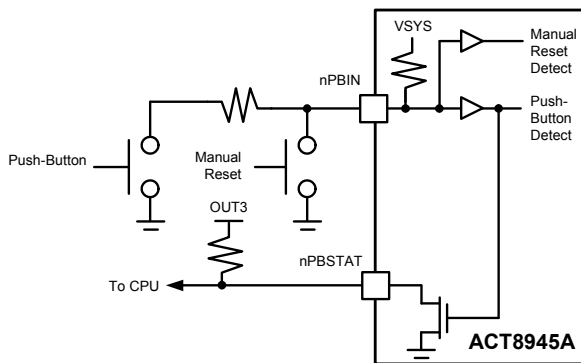 VSYS
Manual
Reset
Detect
nPBIN
Push-
Button
Detect
Push-Button
Manual
Reset
OUT3
nPBSTAT
To CPU
ACT8945A